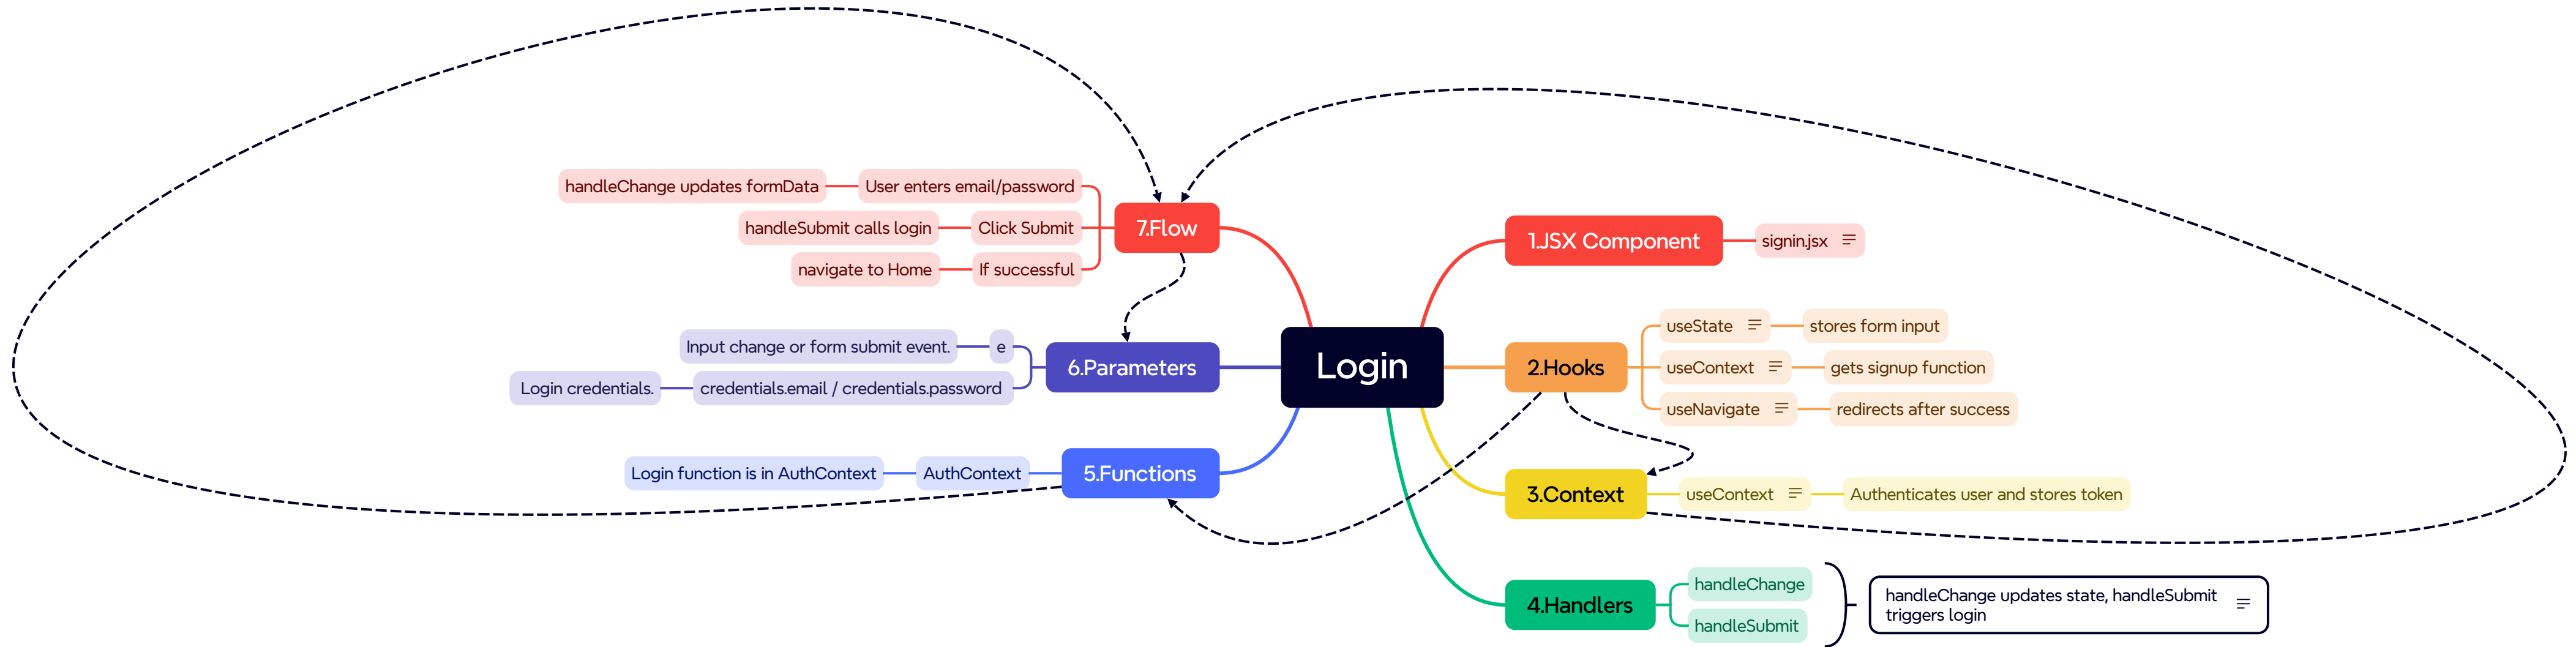 Login
1.JSX Component
signin.jsx
2.Hooks
useState
stores form input
useContext
gets signup function
useNavigate
redirects after success
3.Context
useContext
Authenticates user and stores token
4.Handlers
handleChange
handleSubmit
handleChange updates state, handleSubmit
triggers login
5.Functions
AuthContext
Login function is in AuthContext
6.Parameters
e
Input change or form submit event.
credentials.email / credentials.password
Login credentials.
7.Flow
User enters email/password
handleChange updates formData
Click Submit
handleSubmit calls login
If successful
navigate to Home